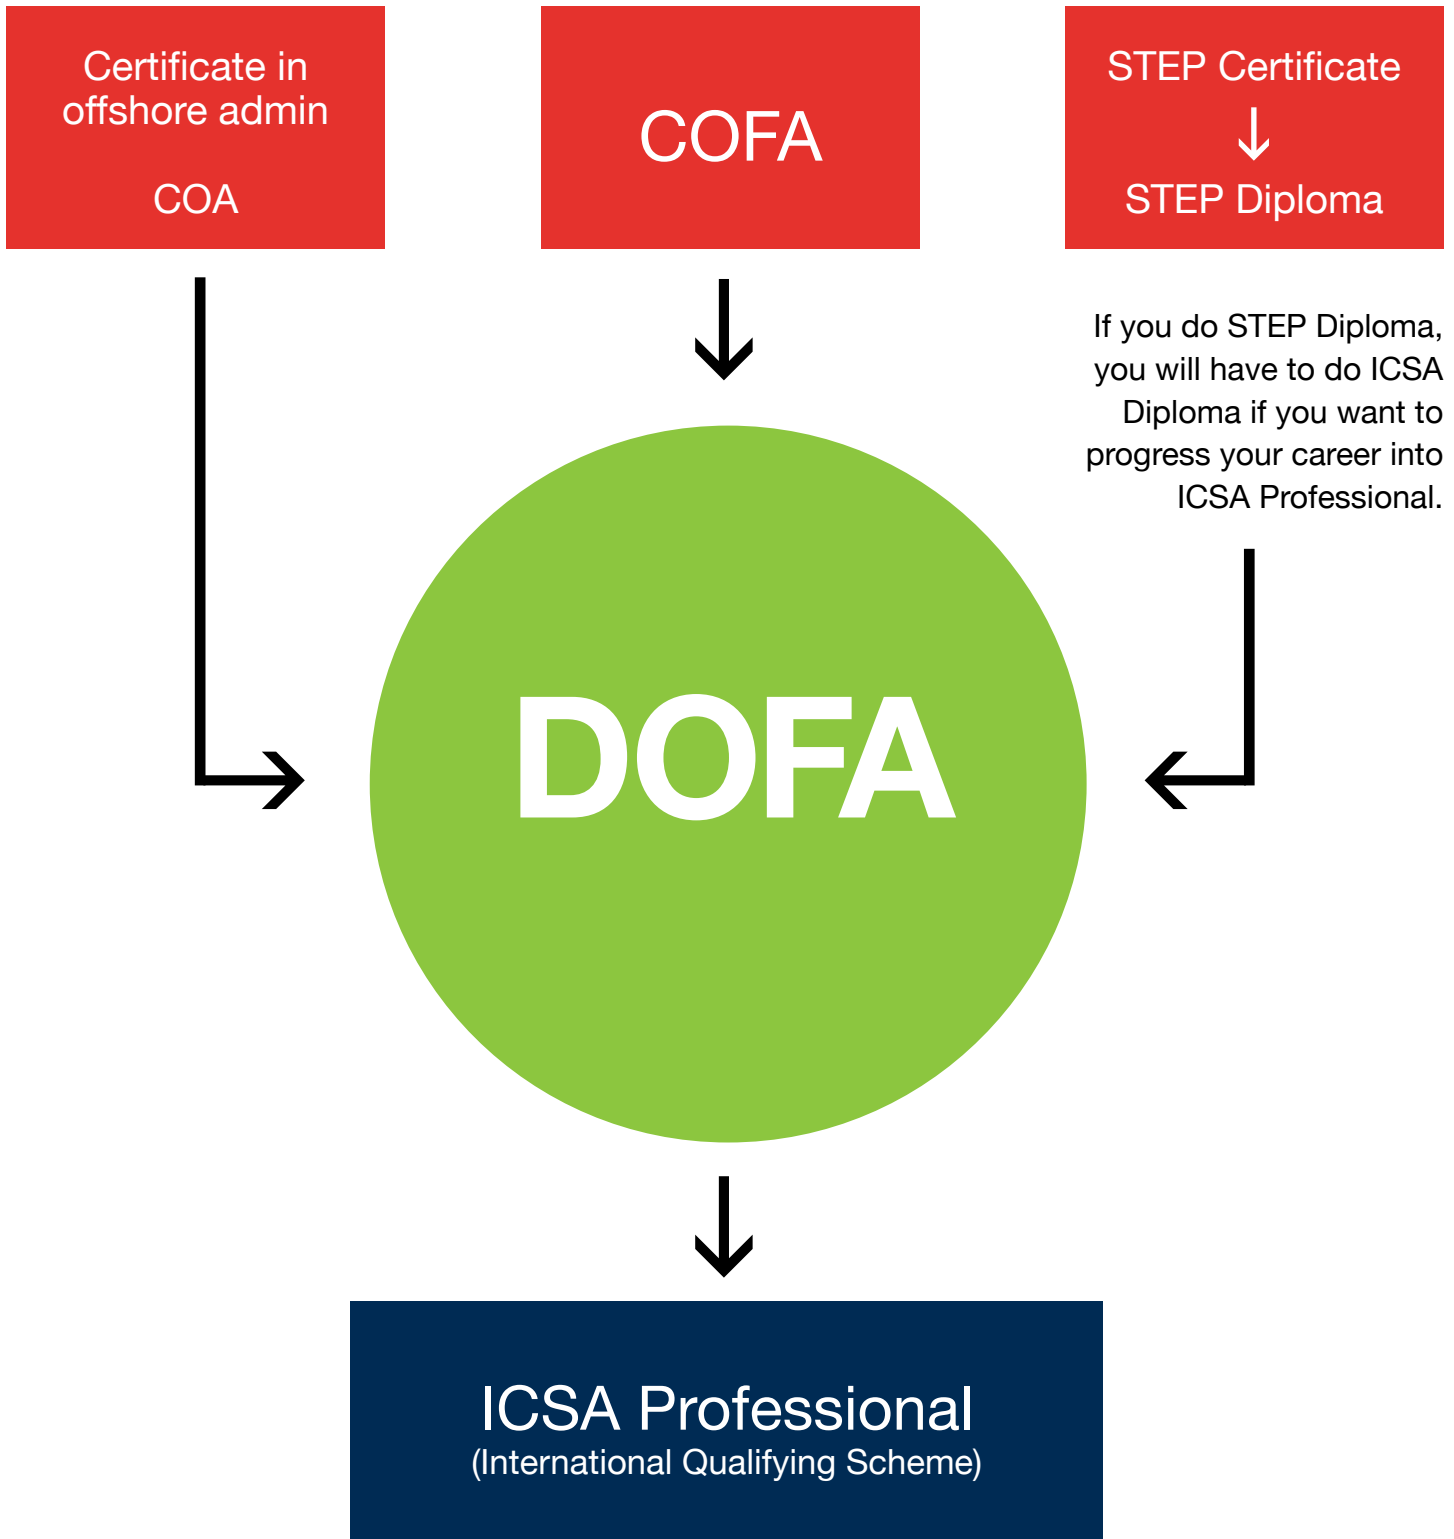 Certificate in
offshore admin
COA
COFA
STEP Certificate
STEP Diploma
If you do STEP Diploma,
you will have to do ICSA
Diploma if you want to
progress your career into
ICSA Professional.
DOFA
ICSA Professional
(International Qualifying Scheme)